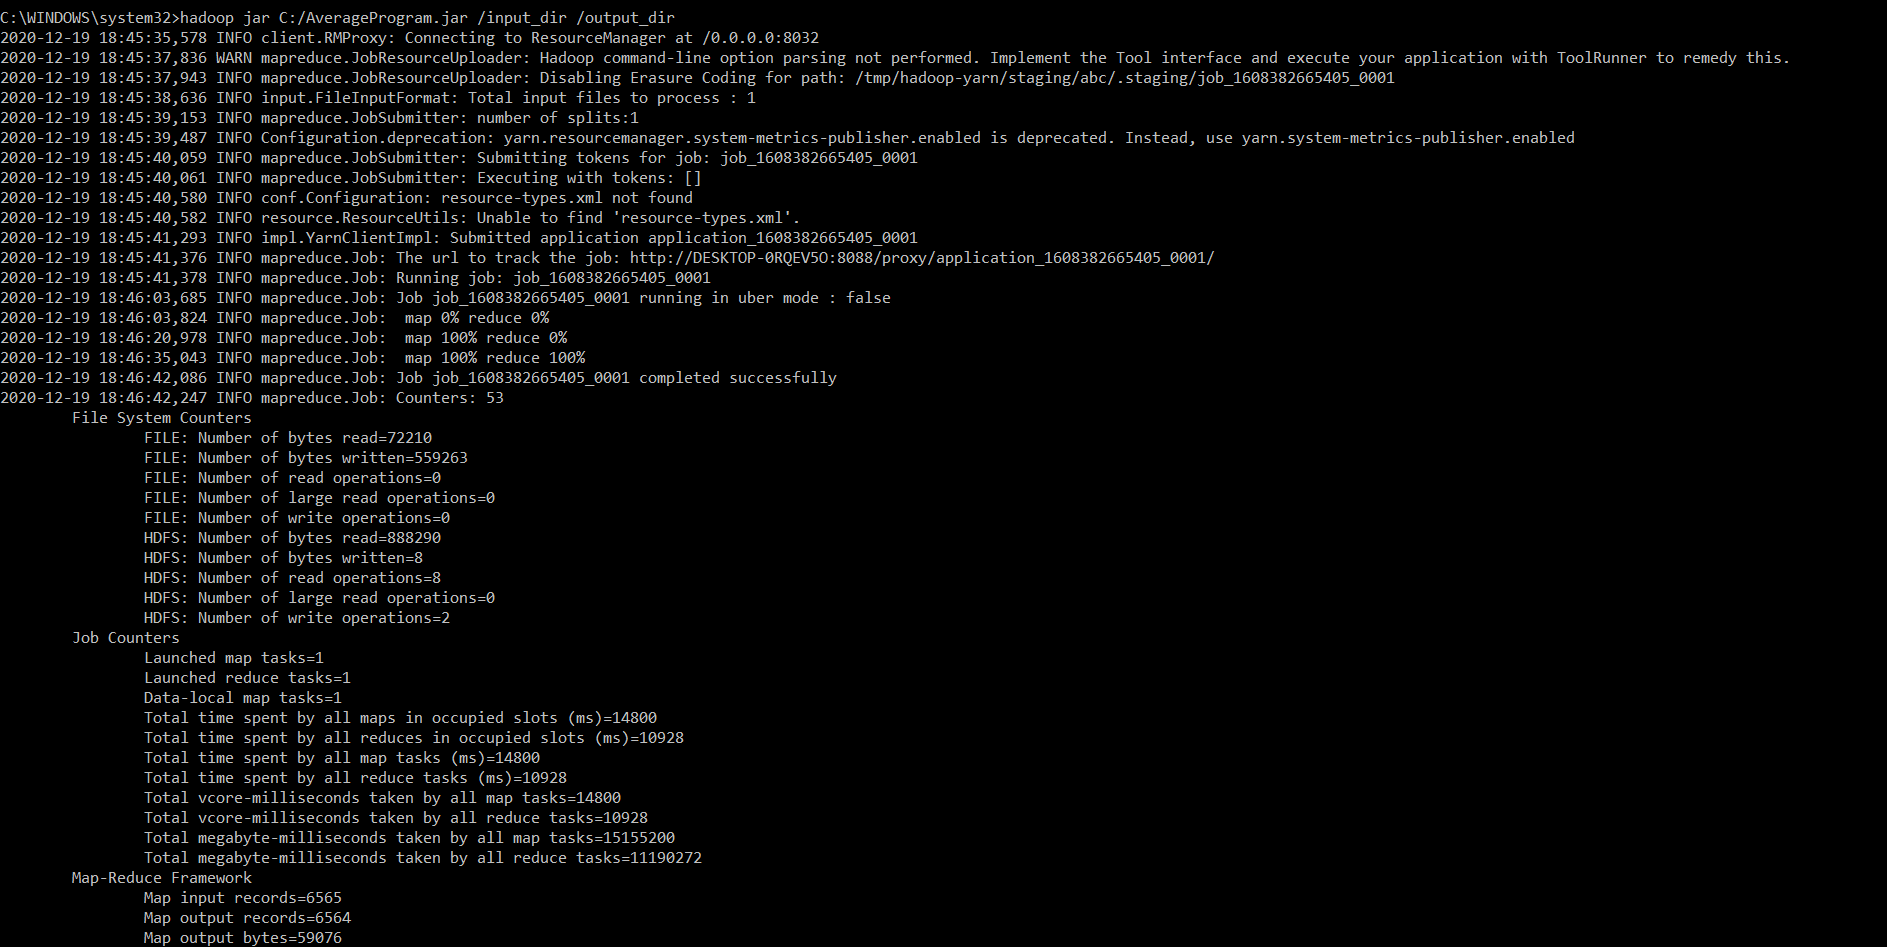 C:\WINDOWS\system32>hadoop jar C:/AverageProgram.jar /input_dir /output_dir
2020-12-19 18:45:35,578 INFO client.RMProxy: Connecting to ResourceManager at /0.0.0.0:8032
2020-12-19 18:45:37,836 WARN mapreduce.JobResourceUploader: Hadoop command-line option parsing not performed. Implement the Tool interface and execute your application with ToolRunner to remedy this.
2020-12-19 18:45:37,943 INFO mapreduce.JobResourceUploader: Disabling Erasure Coding for path: /tmp/hadoop-yarn/staging/abc/.staging/job_1608382665405_0001
2020-12-19 18:45:38,636 INFO input.FileInputFormat: Total input files to process : 1
2020-12-19 18:45:39,153 INFO mapreduce.JobSubmitter: number of splits:1
2020-12-19 18:45:39,487 INFO Configuration.deprecation: yarn.resourcemanager.system-metrics-publisher.enabled is deprecated. Instead, use yarn.system-metrics-publisher.enabled
2020-12-19 18:45:40,059 INFO mapreduce.JobSubmitter: Submitting tokens for job: job_1608382665405_0001
2020-12-19 18:45:40,061 INFO mapreduce.JobSubmitter: Executing with tokens: []
2020-12-19 18:45:40,580 INFO conf.Configuration: resource-types.xml not found
2020-12-19 18:45:40,582 INFO resource.ResourceUtils: Unable to find 'resource-types.xml'.
2020-12-19 18:45:41,293 INFO impl.YarnClientImpl: Submitted application application_1608382665405_0001
2020-12-19 18:45:41,376 INFO mapreduce.Job: The url to track the job: http://DESKTOP-0RQEV5O:8088/proxy/application_1608382665405_0001/
2020-12-19 18:45:41,378 INFO mapreduce.Job: Running job: job_1608382665405_0001
2020-12-19 18:46:03,685 INFO mapreduce.Job: Job job_1608382665405_0001 running in uber mode : false
2020-12-19 18:46:03,824 INFO mapreduce.Job:  map 0% reduce 0%
2020-12-19 18:46:20,978 INFO mapreduce.Job:  map 100% reduce 0%
2020-12-19 18:46:35,043 INFO mapreduce.Job:  map 100% reduce 100%
2020-12-19 18:46:42,086 INFO mapreduce.Job: Job job_1608382665405_0001 completed successfully
2020-12-19 18:46:42,247 INFO mapreduce.Job: Counters: 53
File System Counters
FILE: Number of bytes read=72210
FILE: Number of bytes written=559263
FILE: Number of read operations=0
FILE: Number of large read operations=0
FILE: Number of write operations=0
HDFS: Number of bytes read=888290
HDFS: Number of bytes written=8
HDFS: Number of read operations=8
HDFS: Number of large read operations=0
HDFS: Number of write operations=2
Job Counters
Launched map tasks=1
Launched reduce tasks=1
Data-local map tasks=1
Total time spent by all maps in occupied slots (ms)=14800
Total time spent by all reduces in occupied slots (ms)=10928
Total time spent by all map tasks (ms)=14800
Total time spent by all reduce tasks (ms)=10928
Total vcore-milliseconds taken by all map tasks=14800
Total vcore-milliseconds taken by all reduce tasks=10928
Total megabyte-milliseconds taken by all map tasks=15155200
Total megabyte-milliseconds taken by all reduce tasks=11190272
Map-Reduce Framework
Map input records=6565
Map output records=6564
Map output bytes=59076